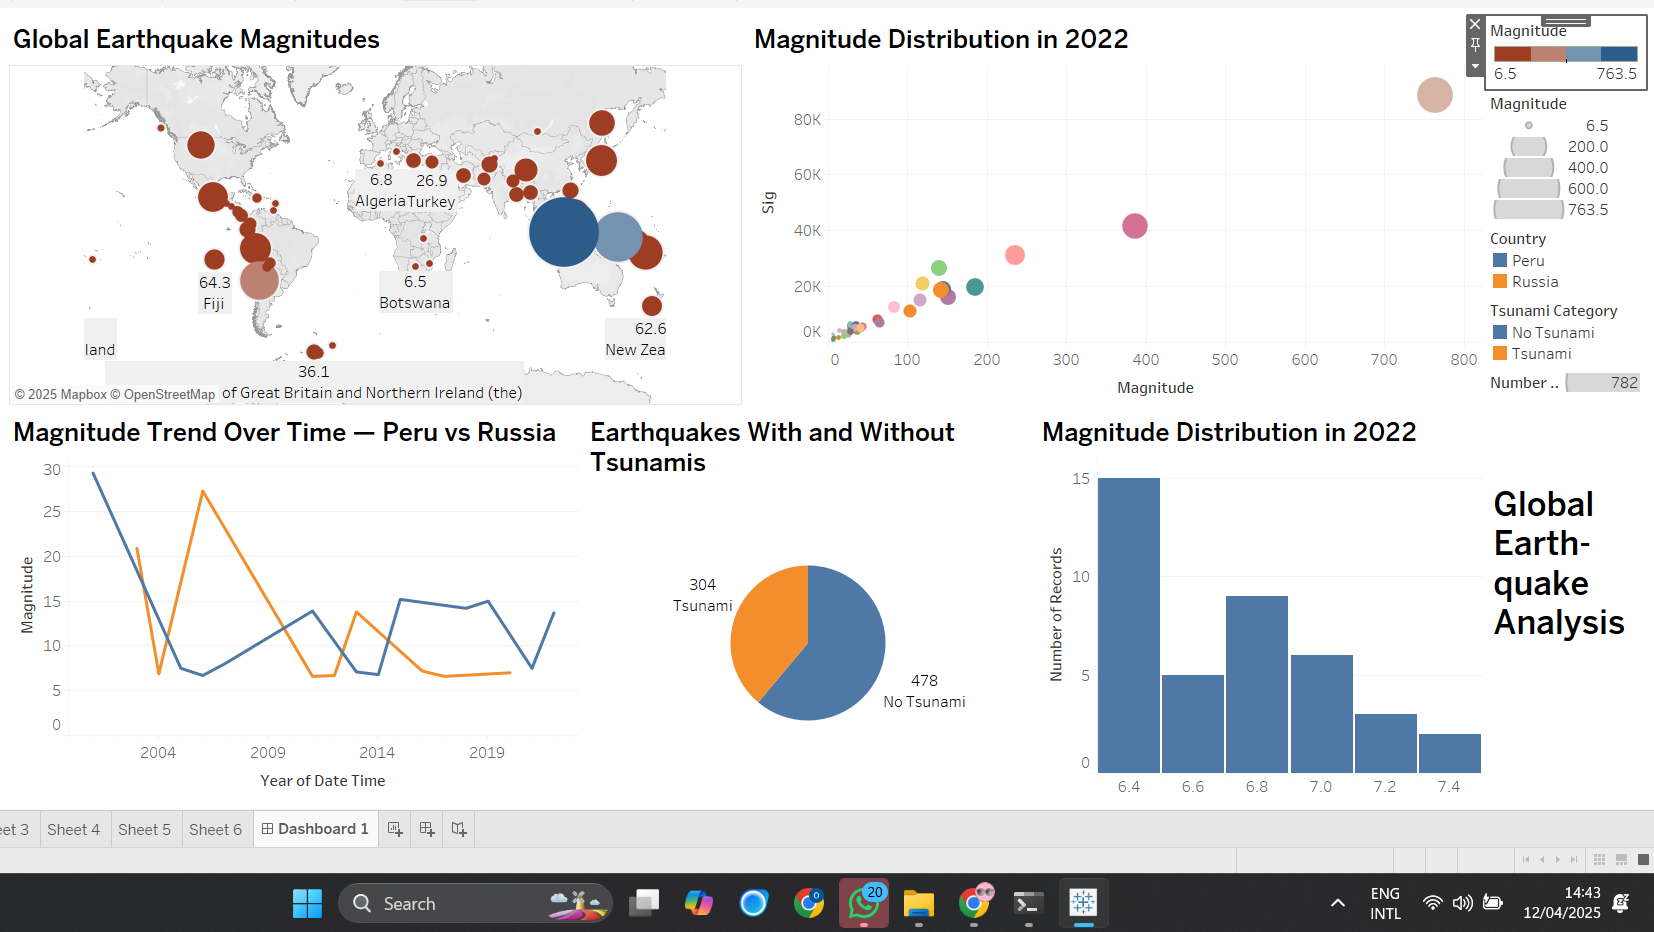 Global Earthquake Magnitudes
6.8
26.9
Algeria
Turkey
64.3
Fiji
6.5
Botswana
62.6
New Zea
land
36.1
of Great Britain and Northern Ireland (the)
© 2025 Mapbox © OpenStreetMap
Magnitude Distribution in 2022
80K
60K
40K
20K
0K
Sig
0
100
200
300
400
500
600
700
800
Magnitude
Magnitude
6.5
763.5
Magnitude
6.5
200.0
400.0
600.0
763.5
Country
Peru
Russia
Tsunami Category
No Tsunami
Tsunami
Number ..
782
Magnitude Trend Over Time — Peru vs Russia
30
25
20
15
10
5
0
Magnitude
2004
2009
2014
2019
Year of Date Time
Earthquakes With and Without
Tsunamis
304
Tsunami
478
No Tsunami
Magnitude Distribution in 2022
15
10
5
0
Number of Records
6.4
6.6
6.8
7.0
7.2
7.4
Global
Earth-
quake
Analysis
eet 3
Sheet 4
Sheet 5
Sheet 6
Dashboard 1
Search
20
ENG
INTL
14:43
12/04/2025